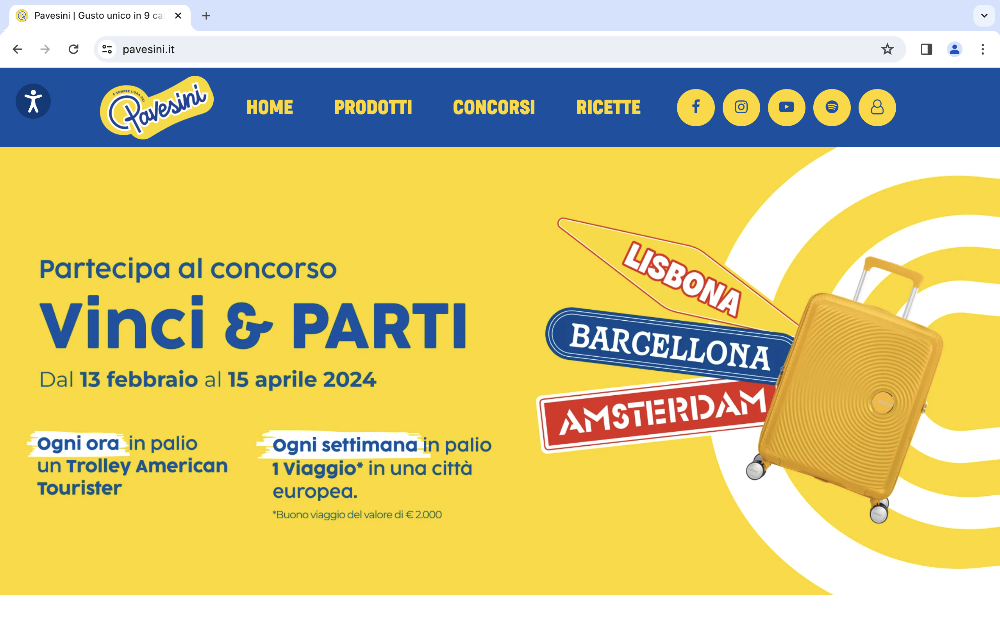 Pavesini | Gusto unico in 9 cal
pavesini.it
È SEMPRE L'ORA DEI
Pavesini
HOME
PRODOTTI
CONCORSI
RICETTE
Partecipa al concorso
Vinci & PARTI
Dal 13 febbraio al 15 aprile 2024
Ogni ora in palio
un Trolley American
Tourister
Ogni settimana in palio
1 Viaggio* in una città
europea.
*Buono viaggio del valore di € 2.000
LISBONA
BARCELLONA
AMSTERDAM